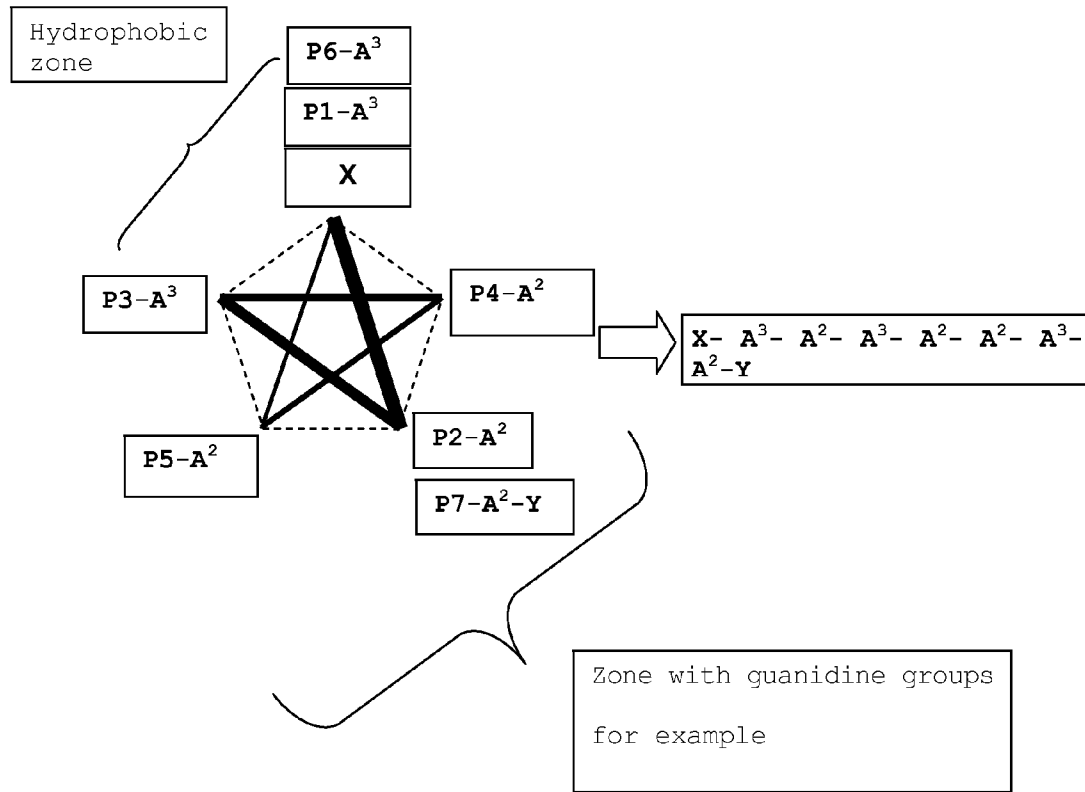 Hydrophobic
zone
P6-A³
P1-A³
X
P3-A³
P4-A²
X- A³- A²- A³- A²- A²- A³-
A²-Y
P5-A²
P2-A²
P7-A²-Y
Zone with guanidine groups
for example